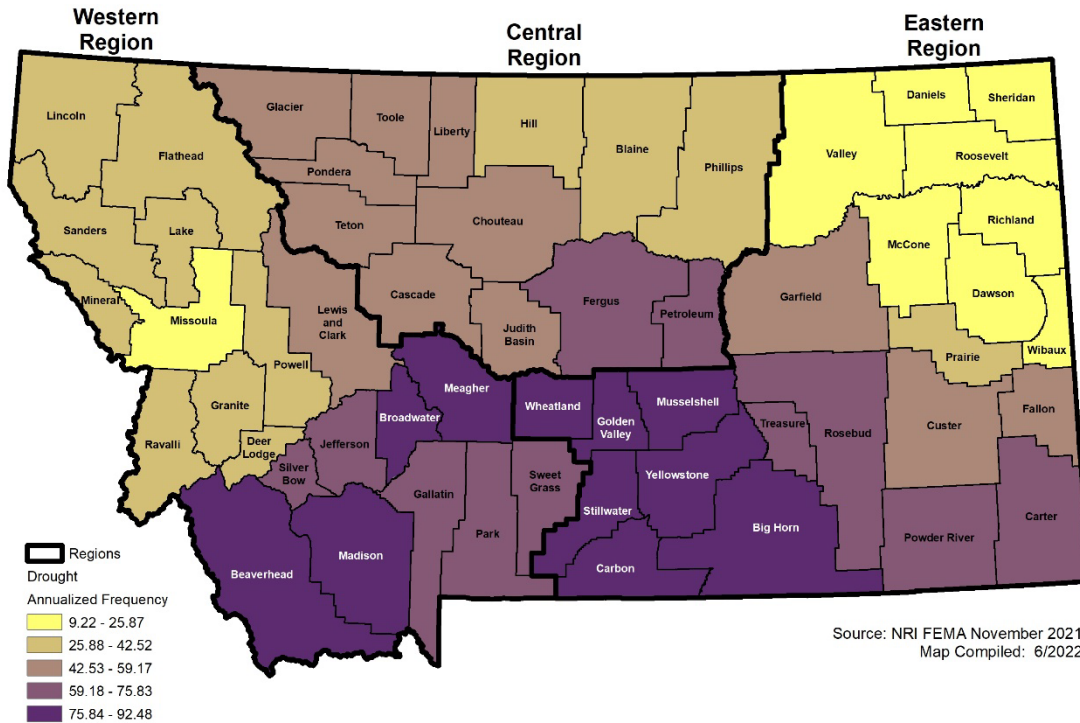 Western
Region
Central
Region
Eastern
Region
Lincoln
Flathead
Glacier
Toole
Liberty
Hill
Blaine
Phillips
Valley
Daniels
Sheridan
Roosevelt
Pondera
Teton
Chouteau
Richland
McCone
Sanders
Lake
Mineral
Missoula
Cascade
Lewis
and
Clark
Judith
Basin
Fergus
Petroleum
Garfield
Dawson
Wibaux
Prairie
Powell
Granite
Ravalli
Deer
Lodge
Meagher
Broadwater
Jefferson
Silver
Bow
Wheatland
Golden
Valley
Musselshell
Treasure
Rosebud
Custer
Fallon
Gallatin
Park
Sweet
Grass
Stillwater
Yellowstone
Big Horn
Carbon
Powder River
Carter
Beaverhead
Madison
Regions
Drought
Annualized Frequency
9.22 - 25.87
25.88 - 42.52
42.53 - 59.17
59.18 - 75.83
75.84 - 92.48
Source: NRI FEMA November 2021
Map Compiled: 6/2022